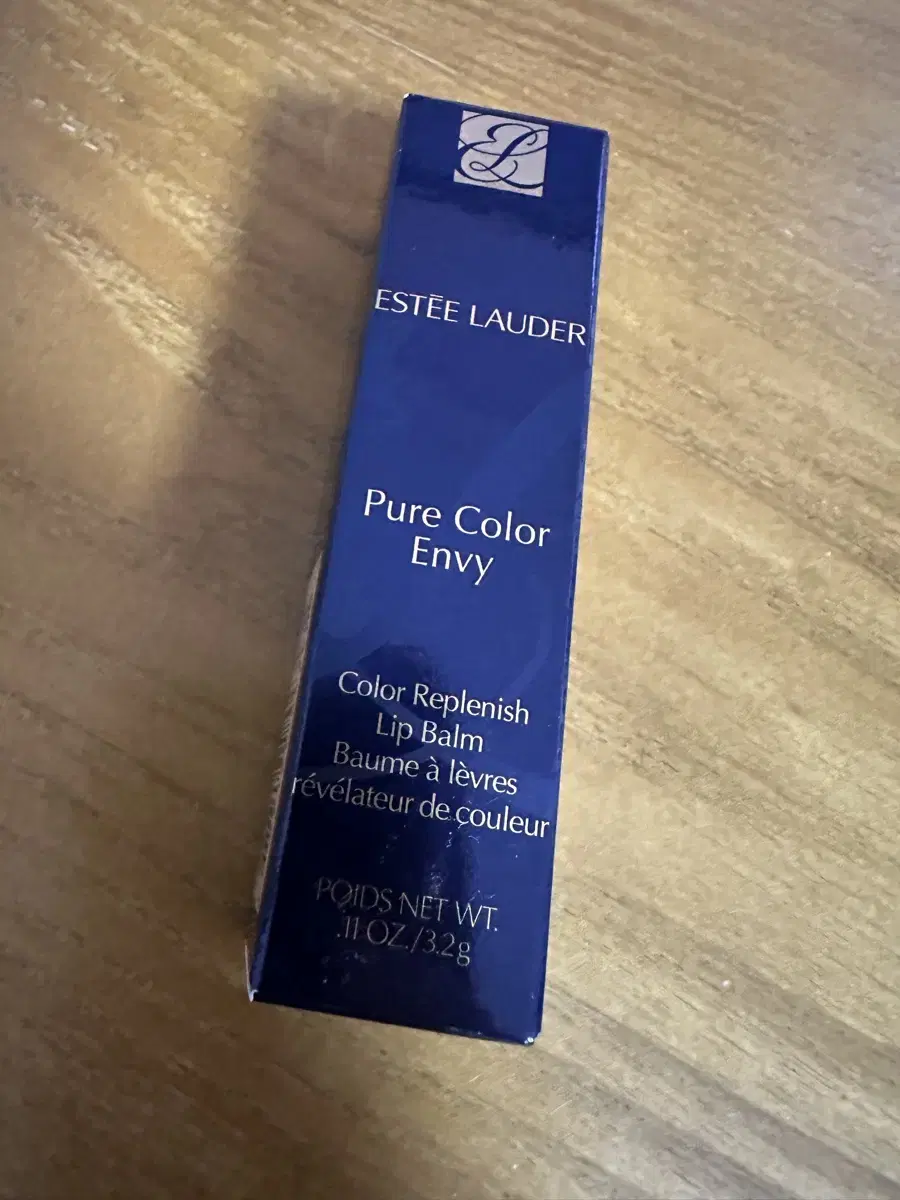 ESTĒE LAUDER
Pure Color
Envy
Color Replenish
Lip Balm
Baume à lèvres
révélateur de couleur
POIDS NET WT.
.11 OZ./3.2g